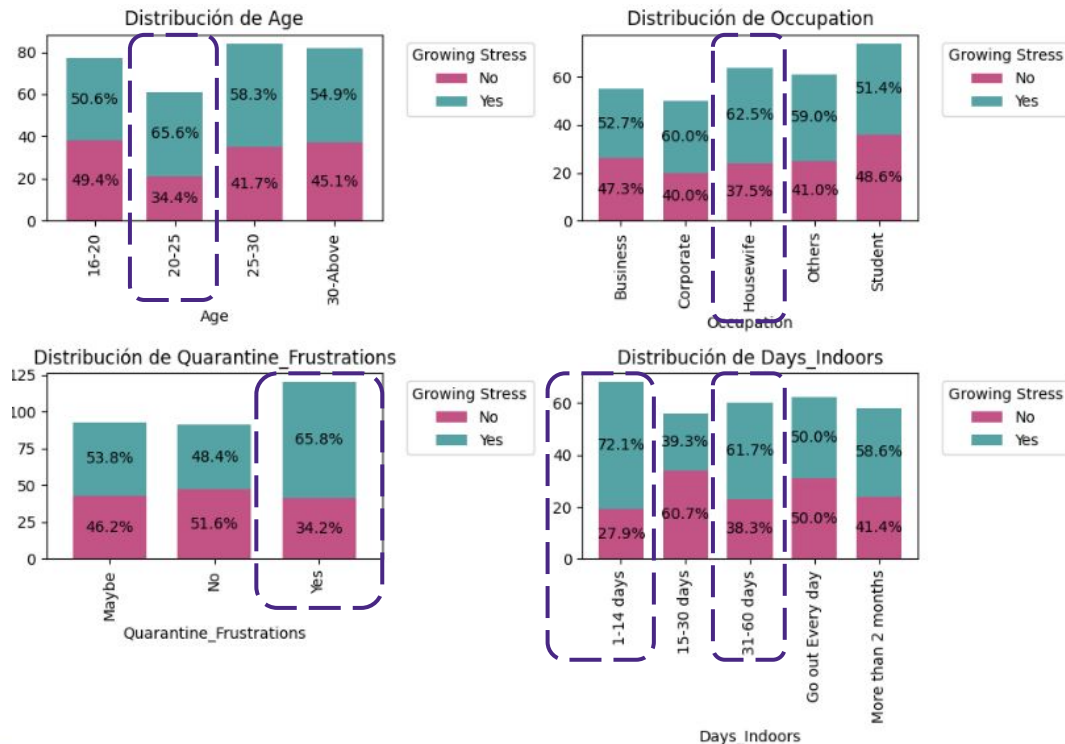 Distribución de Age
80
60
40
20
0
50.6%
65.6%
58.3%
54.9%
49.4%
34.4%
41.7%
45.1%
16-20
20-25
25-30
30-Above
Age
Growing Stress
No
Yes
Distribución de Occupation
60
40
20
0
52.7%
60.0%
62.5%
59.0%
51.4%
47.3%
40.0%
37.5%
41.0%
48.6%
Business
Corporate
Housewife
Others
Student
Occupation
Growing Stress
No
Yes
Distribución de Quarantine_Frustrations
125
100
75
50
25
0
53.8%
48.4%
65.8%
46.2%
51.6%
34.2%
Maybe
No
Yes
Quarantine_Frustrations
Growing Stress
No
Yes
Distribución de Days_Indoors
60
40
20
0
72.1%
39.3%
61.7%
50.0%
58.6%
27.9%
60.7%
38.3%
50.0%
41.4%
1-14 days
15-30 days
31-60 days
Go out Every day
More than 2 months
Days_Indoors
Growing Stress
No
Yes